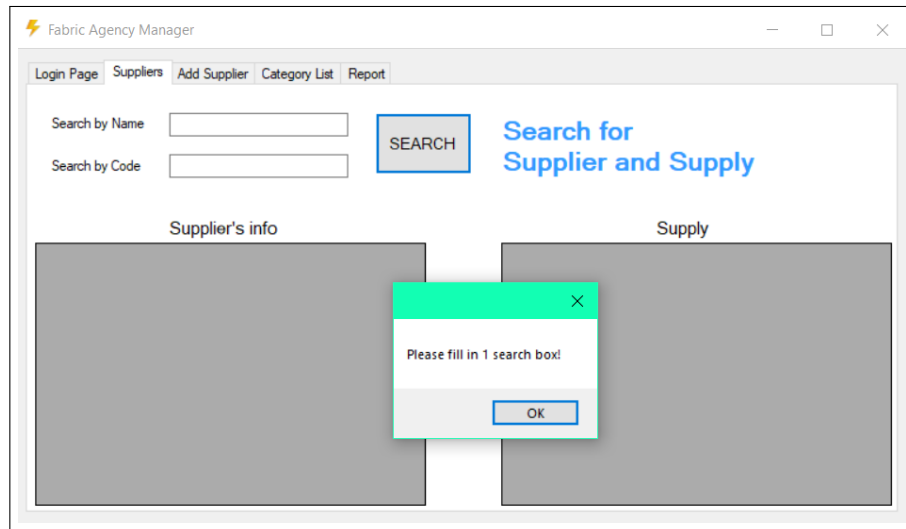 Fabric Agency Manager
Login Page Suppliers Add Supplier Category List Report
Search by Name
Search by Code
SEARCH
Search for
Supplier and Supply
Supplier's info
Supply
Please fill in 1 search box!
OK